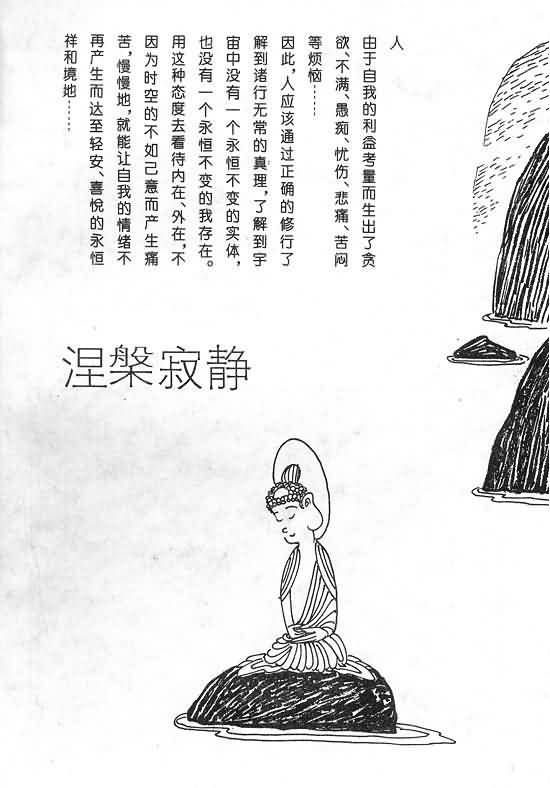 人
由于自我的利益考量而生出了贪
欲、不满、愚痴、忧伤、悲痛、苦闷
等烦恼……
因此，人应该通过正确的修行了
解到诸行无常的真理，了解到宇
宙中没有一个永恒不变的实体，
也没有一个永恒不变的我存在。
用这种态度去看待内在、外在，不
因为时空的不如己意而产生痛
苦，慢慢地，就能让自我的情绪不
再产生而达至轻安、喜悦的永恒
祥和境地……
涅槃寂静